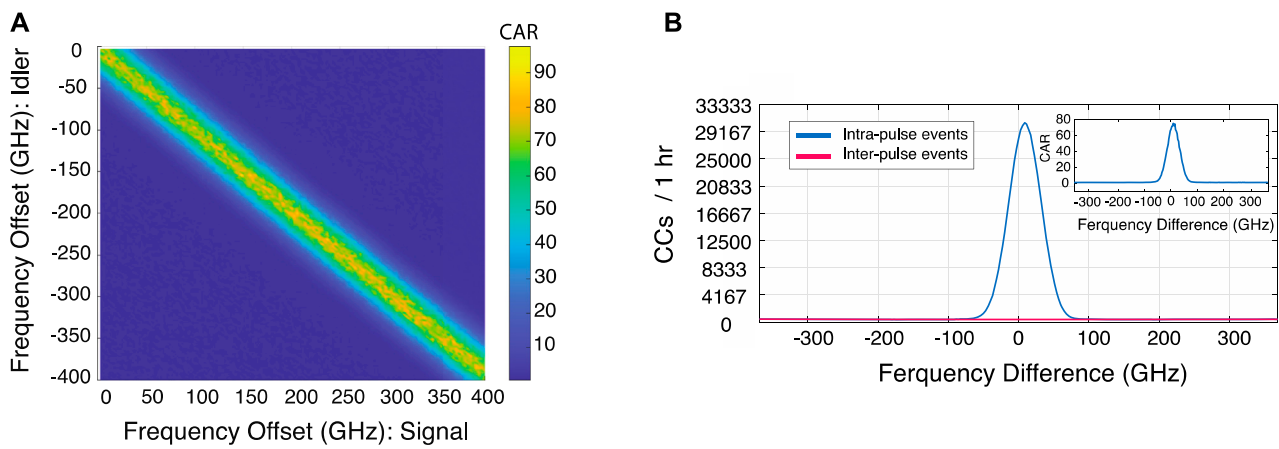 A
CAR
Frequency Offset (GHz): Idler
0
-50
-100
-150
-200
-250
-300
-350
-400
0 50 100 150 200 250 300 350 400
Frequency Offset (GHz): Signal
90
80
70
60
50
40
30
20
10
B
CCs / 1 hr
33333
29167
25000
20833
16667
12500
8333
4167
0
-300 -200 -100 0 100 200 300
Ferquency Difference (GHz)
Intra-pulse events
Inter-pulse events
CAR
80
60
40
20
0
-300 -200 -100 0 100 200 300
Ferquency Difference (GHz)